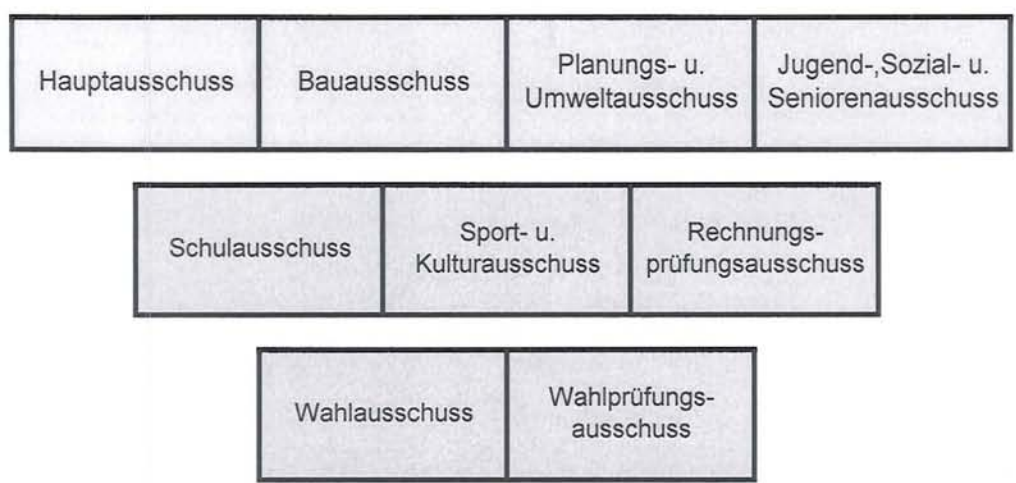 Hauptausschuss
Bauausschuss
Planungs- u.
Umweltausschuss
Jugend-,Sozial- u.
Seniorenausschuss
Schulausschuss
Sport- u.
Kulturausschuss
Rechnungs-
prüfungsausschuss
Wahlausschuss
Wahlprüfungs-
ausschuss